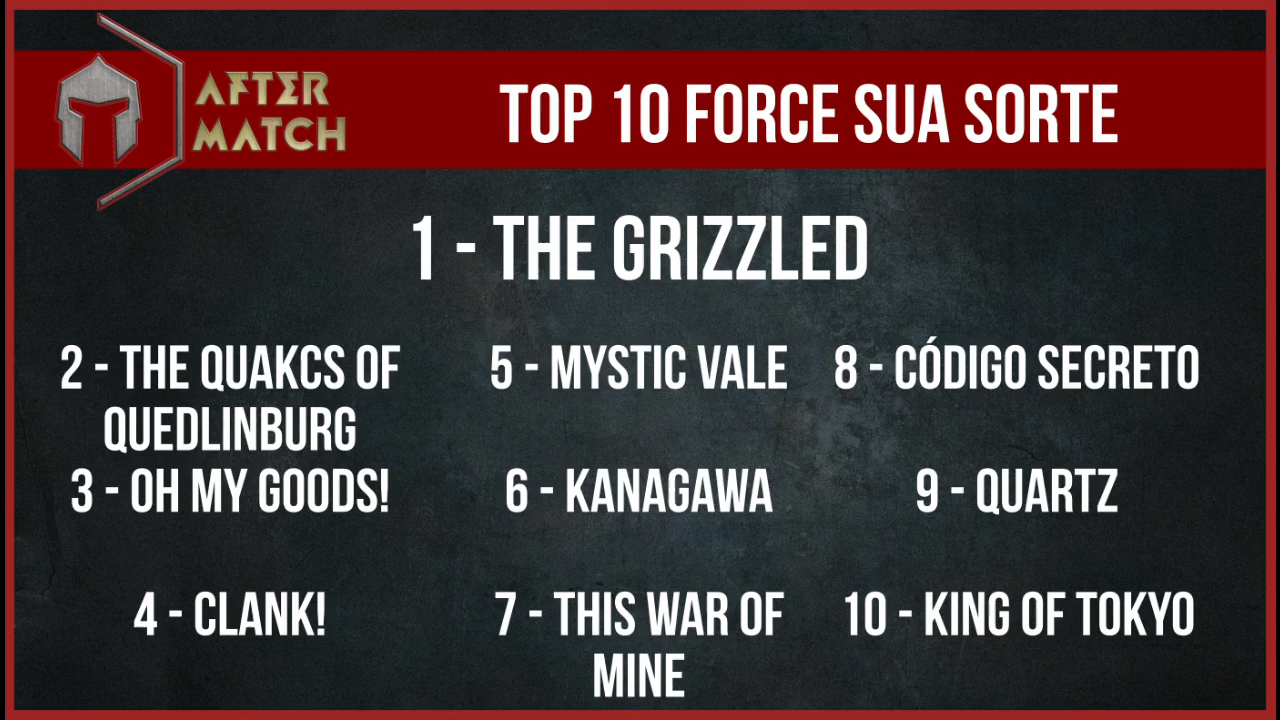 AFTER
MATCH
TOP 10 FORCE SUA SORTE
1 - THE GRIZZLED
2 - THE QUAKCS OF
QUEDLINBURG
3 - OH MY GOODS!
4 - CLANK!
5 - MYSTIC VALE
6 - KANAGAWA
7 - THIS WAR OF
MINE
8 - CÓDIGO SECRETO
9 - QUARTZ
10 - KING OF TOKYO